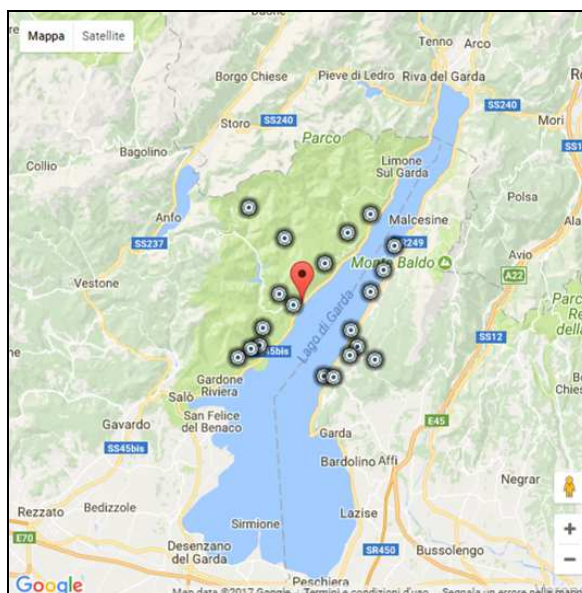 Mappa Satellite
Tenno
Arco
Borgo Chiese
Pieve di Ledro
Riva del Garda
SS240
SS240
Storo
Mori
Parco
Bagolino
Collio
Limone
Sul Garda
Polsa
Anfo
Malcesine
SS237
Monte Baldo
Avio
Vestone
A22
Lago di Garda
SS12
Gardone
Riviera
Salò
San Felice
del Benaco
Gavardo
E45
Garda
SS45bis
Bardolino Affi
Negrar
Bedizzole
Rezzato
Lazise
Sirmione
E70
Desenzano
del Garda
SR450
Bussolengo
Peschiera
Google